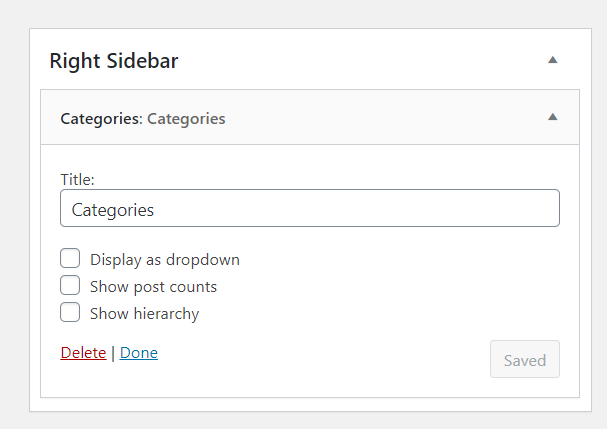 Right Sidebar
Categories: Categories
Title:
Categories
Display as dropdown
Show post counts
Show hierarchy
Delete | Done
Saved